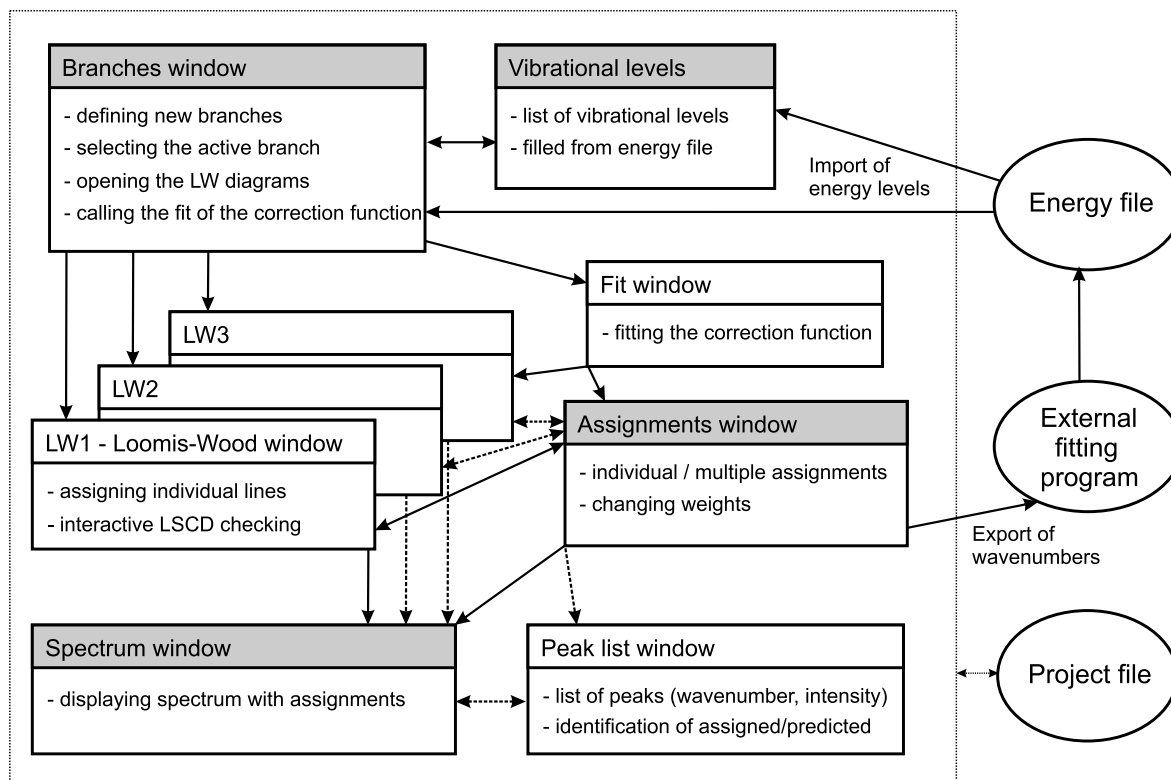 Branches window
- defining new branches
- selecting the active branch
- opening the LW diagrams
- calling the fit of the correction function
Vibrational levels
- list of vibrational levels
- filled from energy file
Import of
energy levels
Energy file
Fit window
- fitting the correction function
LW3
LW2
LW1 - Loomis-Wood window
- assigning individual lines
- interactive LSCD checking
Assignments window
- individual / multiple assignments
- changing weights
External
fitting
program
Export of
wavenumbers
Spectrum window
- displaying spectrum with assignments
Peak list window
- list of peaks (wavenumber, intensity)
- identification of assigned/predicted
Project file